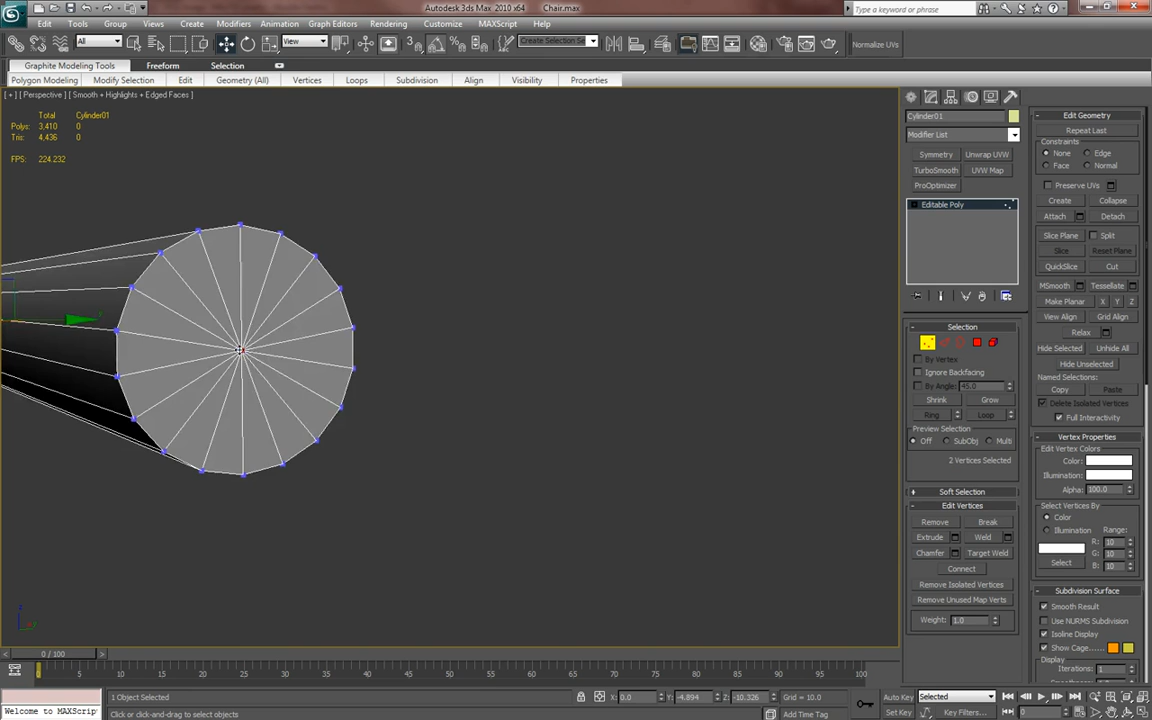 Autodesk 3ds Max 2010 x64 Chair.max
Type a keyword or phrase
Edit Tools Group Views Create Modifiers Animation Graph Editors Rendering Customize MAXScript Help
All View Create Selection Se Normalize UVs
Graphite Modeling Tools Freeform Selection
Polygon Modeling Modify Selection Edit Geometry (All) Vertices Loops Subdivision Align Visibility Properties
[ + ] [ Perspective ] [ Smooth + Highlights + Edged Faces ]
Total Cylinder01
Polys: 3,410 0
Tris: 4,436 0
FPS: 224.232
Cylinder01
Modifier List
Symmetry Unwrap UVW
TurboSmooth UVW Map
ProOptimizer
Editable Poly
Selection
By Vertex
Ignore Backfacing
By Angle: 45.0
Shrink Grow
Ring Loop
Preview Selection
Off SubObj Multi
2 Vertices Selected
Soft Selection
Edit Vertices
Remove Break
Extrude Weld
Chamfer Target Weld
Connect
Remove Isolated Vertices
Remove Unused Map Verts
Weight: 1.0
Edit Geometry
Repeat Last
Constraints
None Edge
Face Normal
Preserve UVs
Create Collapse
Attach Detach
Slice Plane Split
Slice Reset Plane
QuickSlice Cut
MSmooth Tessellate
Make Planar X Y Z
View Align Grid Align
Relax
Hide Selected Unhide All
Hide Unselected
Named Selections:
Copy Paste
Delete Isolated Vertices
Full Interactivity
Vertex Properties
Edit Vertex Colors
Color:
Illumination:
Alpha: 100.0
Select Vertices By
Color
Illumination Range:
R: 10
G: 10
B: 10
Select
Subdivision Surface
Smooth Result
Use NURMS Subdivision
Isoline Display
Show Cage......
Display
Iterations: 1
0 / 100
0 5 10 15 20 25 30 35 40 45 50 55 60 65 70 75 80 85 90 95 100
1 Object Selected X: 0.0 Y: -4.894 Z: -10.326 Grid = 10.0 Auto Key Selected
Welcome to MAXScrip Click or click-and-drag to select objects Add Time Tag Set Key Key Filters... 0